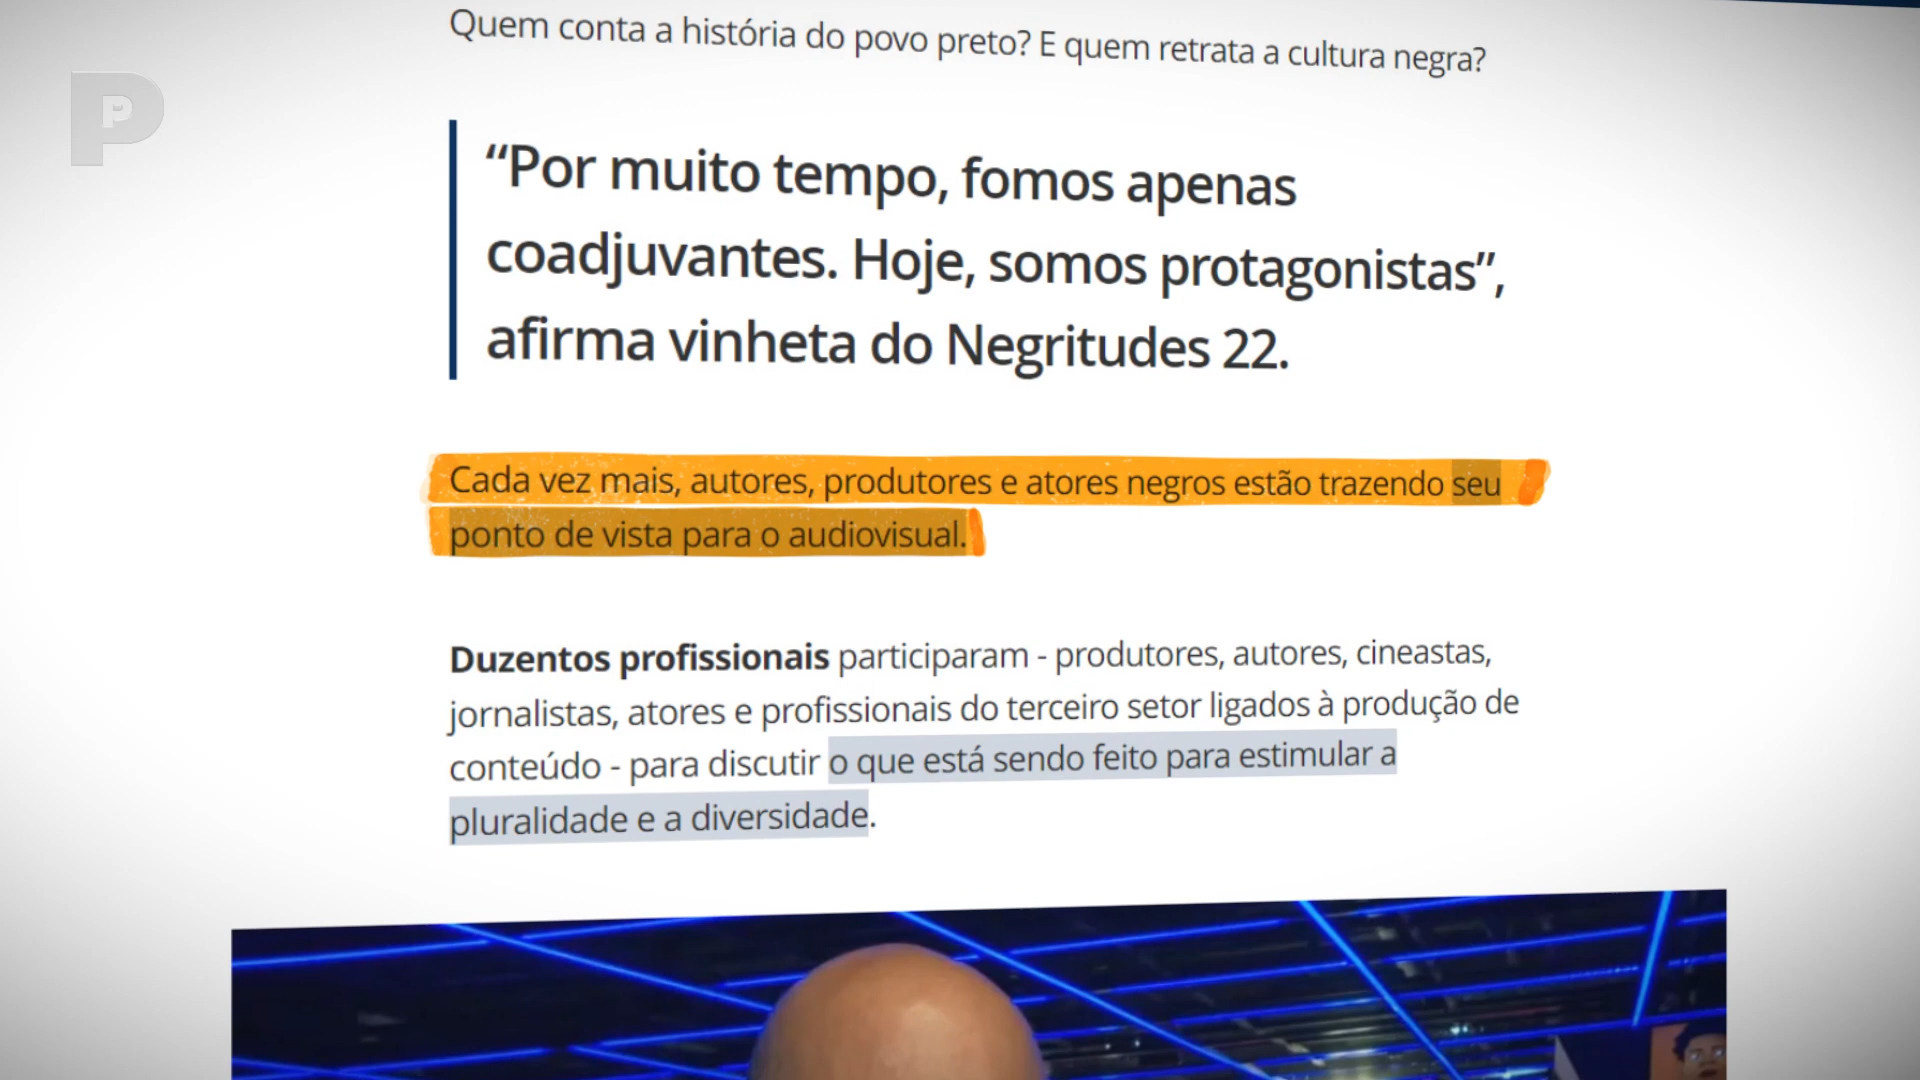 Quem conta a história do povo preto? E quem retrata a cultura negra?
P
P
“Por muito tempo, fomos apenas
coadjuvantes. Hoje, somos protagonistas”,
afirma vinheta do Negritudes 22.
Cada vez mais, autores, produtores e atores negros estão trazendo seu
ponto de vista para o audiovisual.
Duzentos profissionais participaram - produtores, autores, cineastas,
jornalistas, atores e profissionais do terceiro setor ligados à produção de
conteúdo - para discutir o que está sendo feito para estimular a
pluralidade e a diversidade.